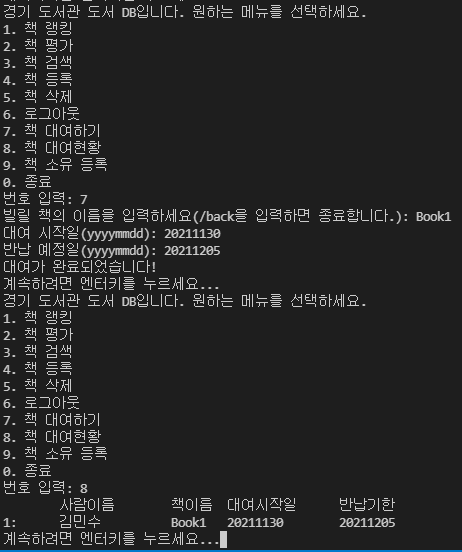 경기 도서관 도서 DB입니다. 원하는 메뉴를 선택하세요.
1. 책 랭킹
2. 책 평가
3. 책 검색
4. 책 등록
5. 책 삭제
6. 로그아웃
7. 책 대여하기
8. 책 대여현황
9. 책 소유 등록
0. 종료
번호 입력: 7
빌릴 책의 이름을 입력하세요(/back을 입력하면 종료합니다.): Book1
대여 시작일(yyyymmdd): 20211130
반납 예정일(yyyymmdd): 20211205
대여가 완료되었습니다!
계속하려면 엔터키를 누르세요...
경기 도서관 도서 DB입니다. 원하는 메뉴를 선택하세요.
1. 책 랭킹
2. 책 평가
3. 책 검색
4. 책 등록
5. 책 삭제
6. 로그아웃
7. 책 대여하기
8. 책 대여현황
9. 책 소유 등록
0. 종료
번호 입력: 8
사람이름 책이름 대여시작일 반납기한
1: 김민수 Book1 20211130 20211205
계속하려면 엔터키를 누르세요...